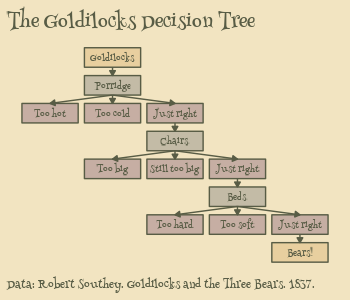 The Goldilocks Decision Tree
Goldilocks
Porridge
Too hot Too cold Just right
Chairs
Too big Still too big Just right
Beds
Too hard Too soft Just right
Bears!
Data: Robert Southey. Goldilocks and the Three Bears. 1837.